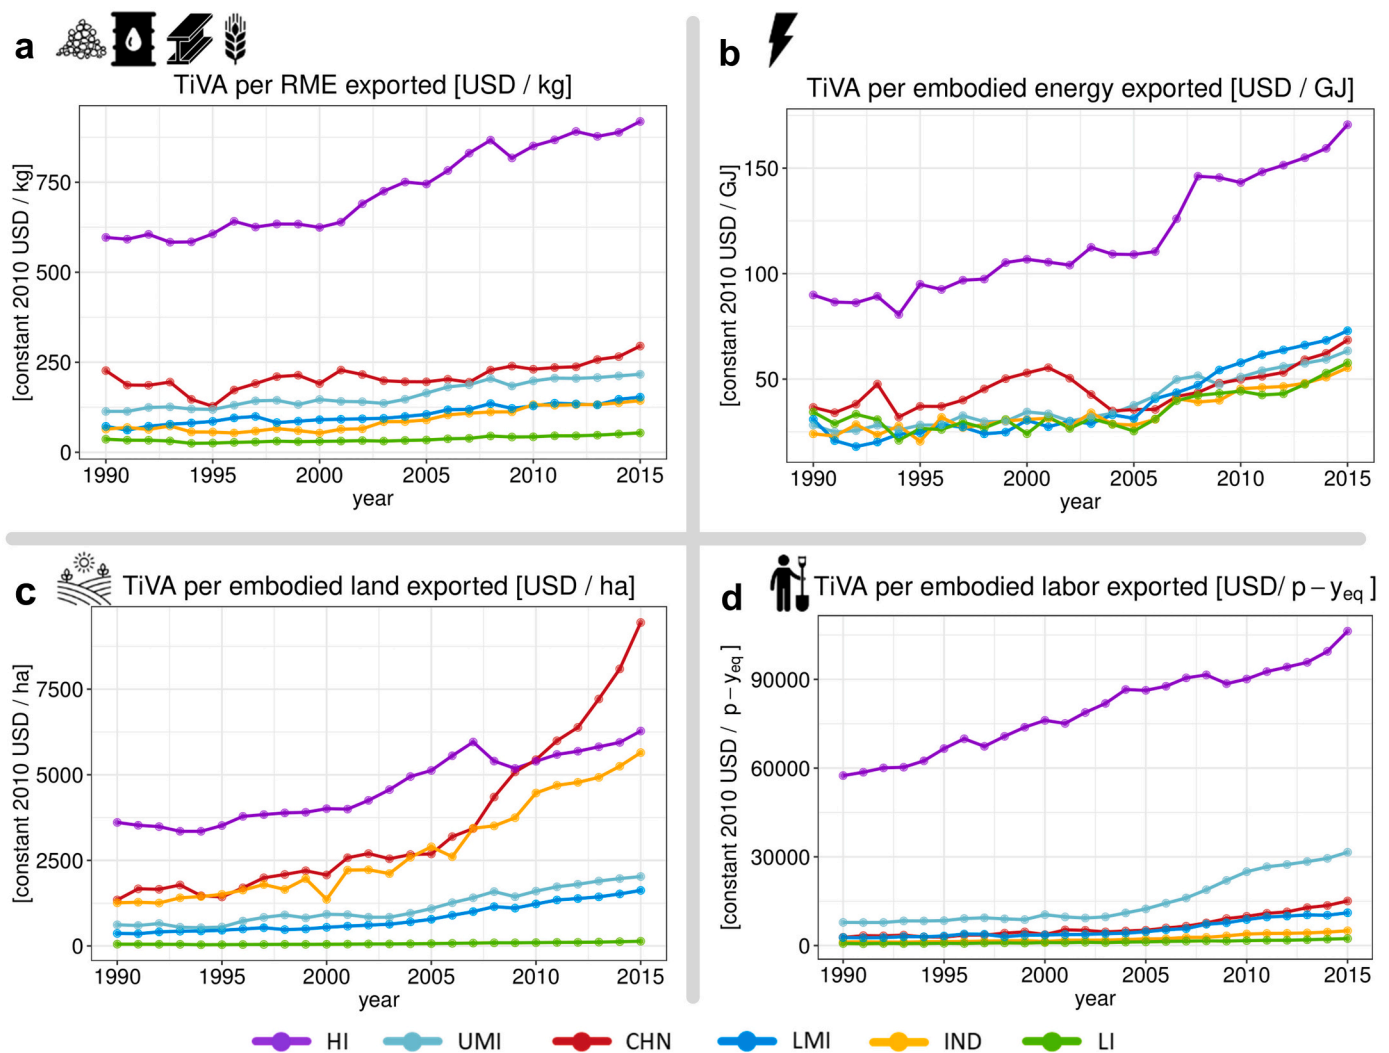 a
TiVA per RME exported [USD / kg]
[constant 2010 USD / kg]
750
500
250
0
1990 1995 2000 2005 2010 2015
year
b
TiVA per embodied energy exported [USD / GJ]
[constant 2010 USD / GJ]
150
100
50
1990 1995 2000 2005 2010 2015
year
c
TiVA per embodied land exported [USD / ha]
[constant 2010 USD / ha]
7500
5000
2500
0
1990 1995 2000 2005 2010 2015
year
d
TiVA per embodied labor exported [USD/ p – yeq ]
[constant 2010 USD / p – yeq ]
90000
60000
30000
0
1990 1995 2000 2005 2010 2015
year
HI UMI CHN LMI IND LI